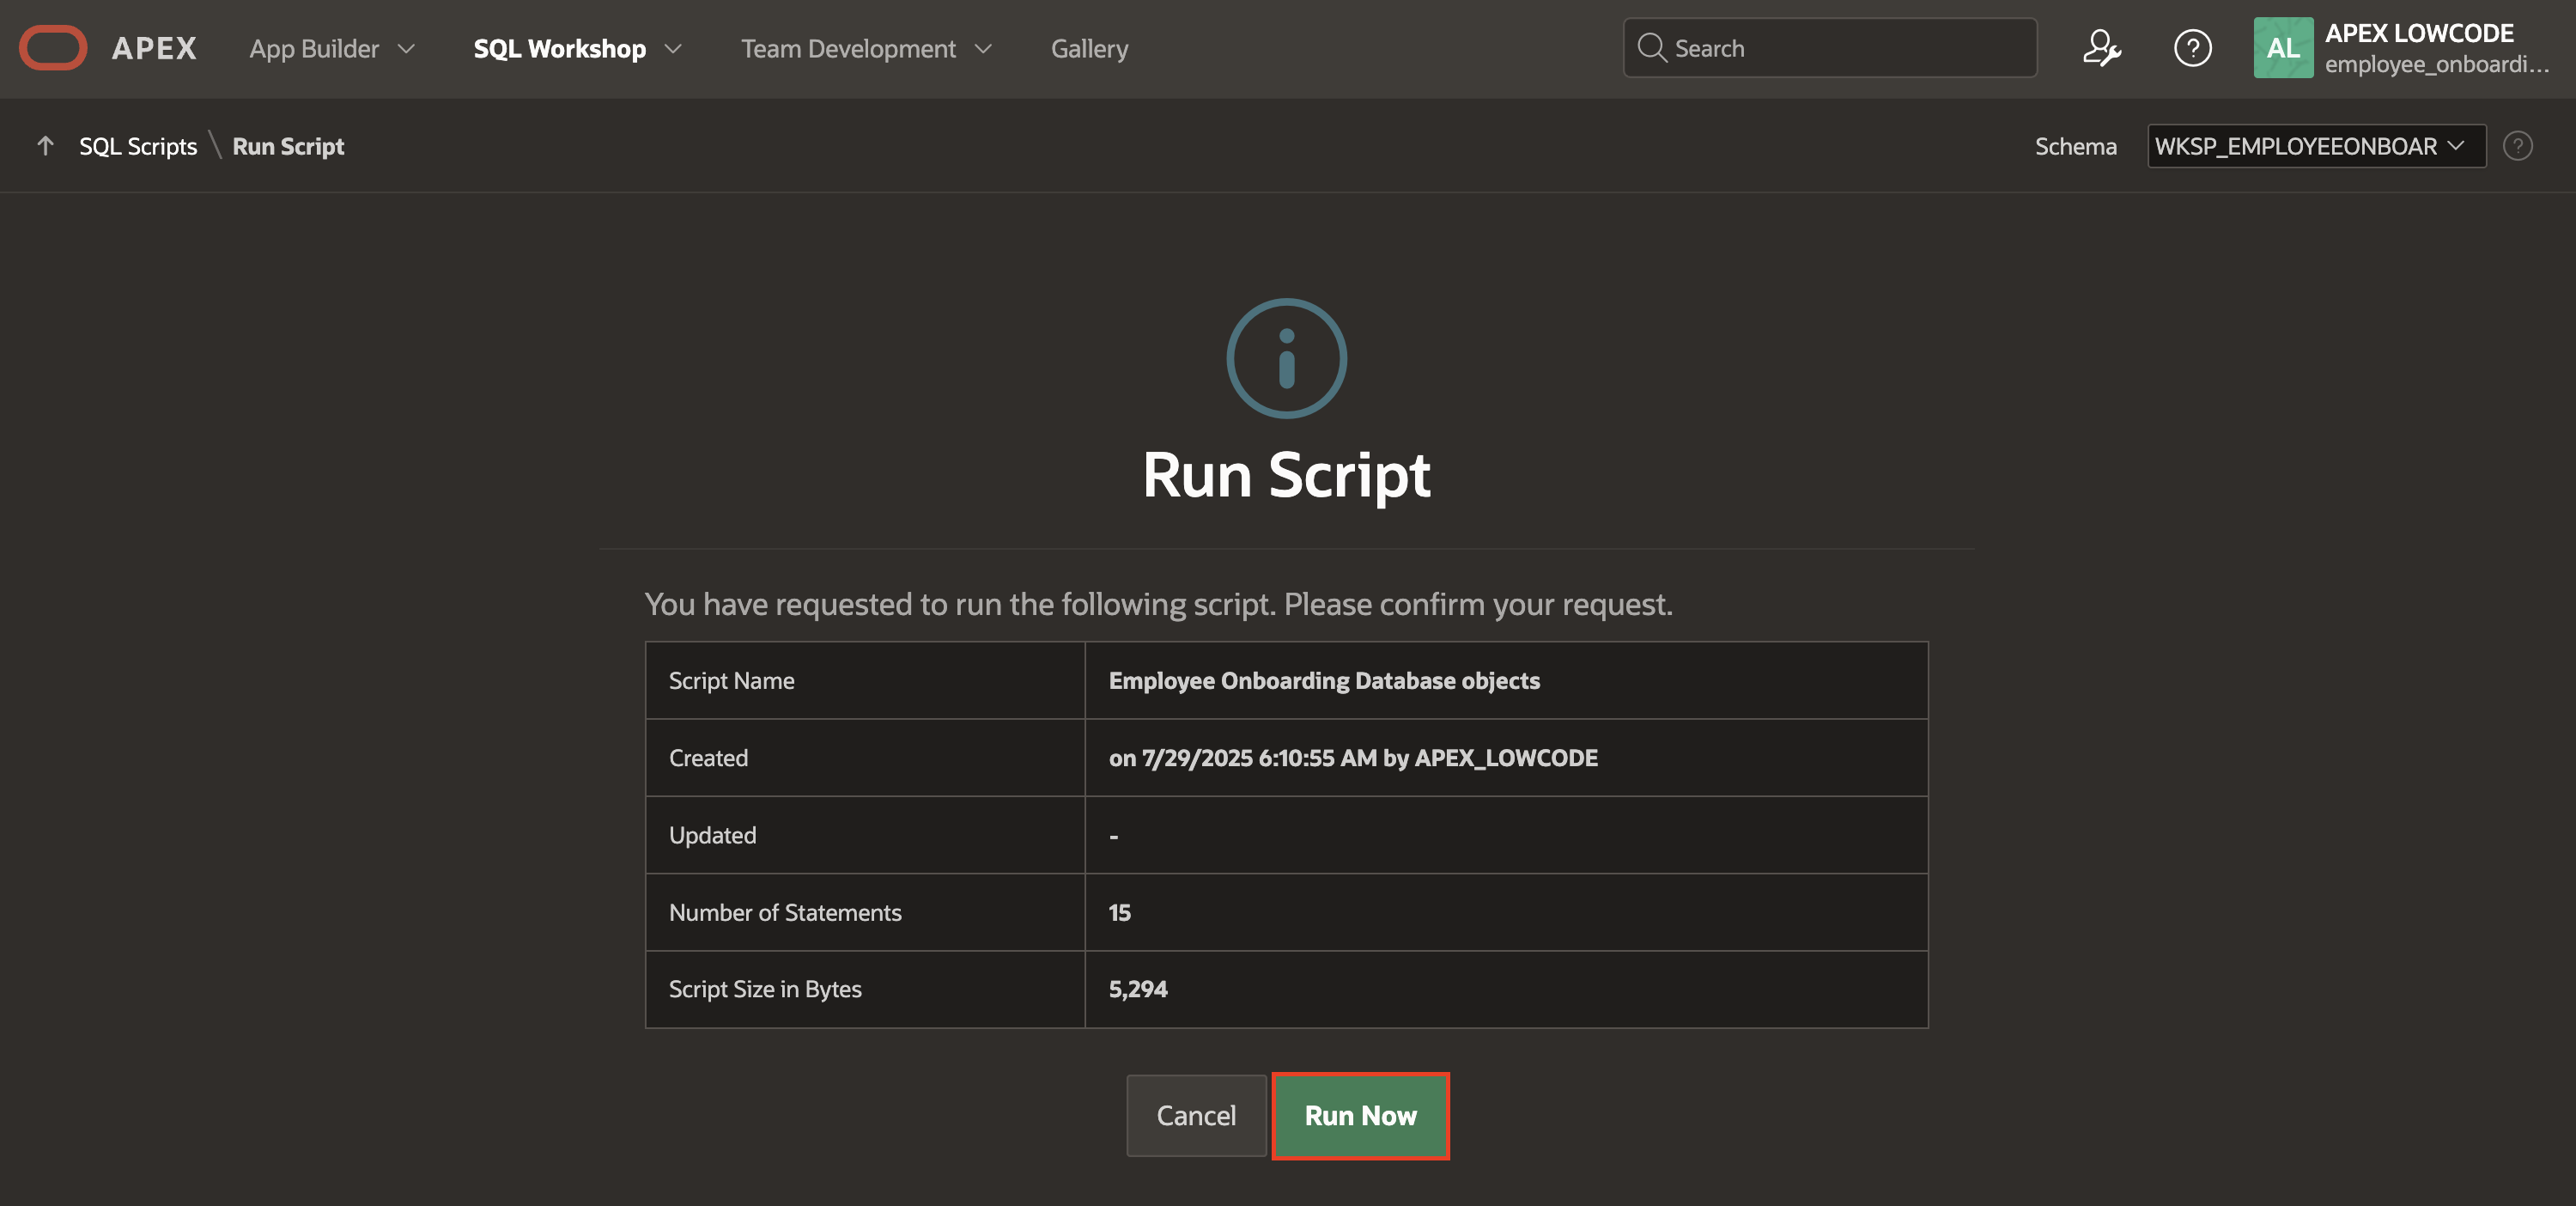 APEX App Builder SQL Workshop Team Development Gallery Search ? AL APEX LOWCODE
employee_onboardi...
SQL Scripts \ Run Script Schema WKSP_EMPLOYEEONBOAR ?
Run Script
You have requested to run the following script. Please confirm your request.
Script Name Employee Onboarding Database objects
Created on 7/29/2025 6:10:55 AM by APEX_LOWCODE
Updated -
Number of Statements 15
Script Size in Bytes 5,294
Cancel Run Now